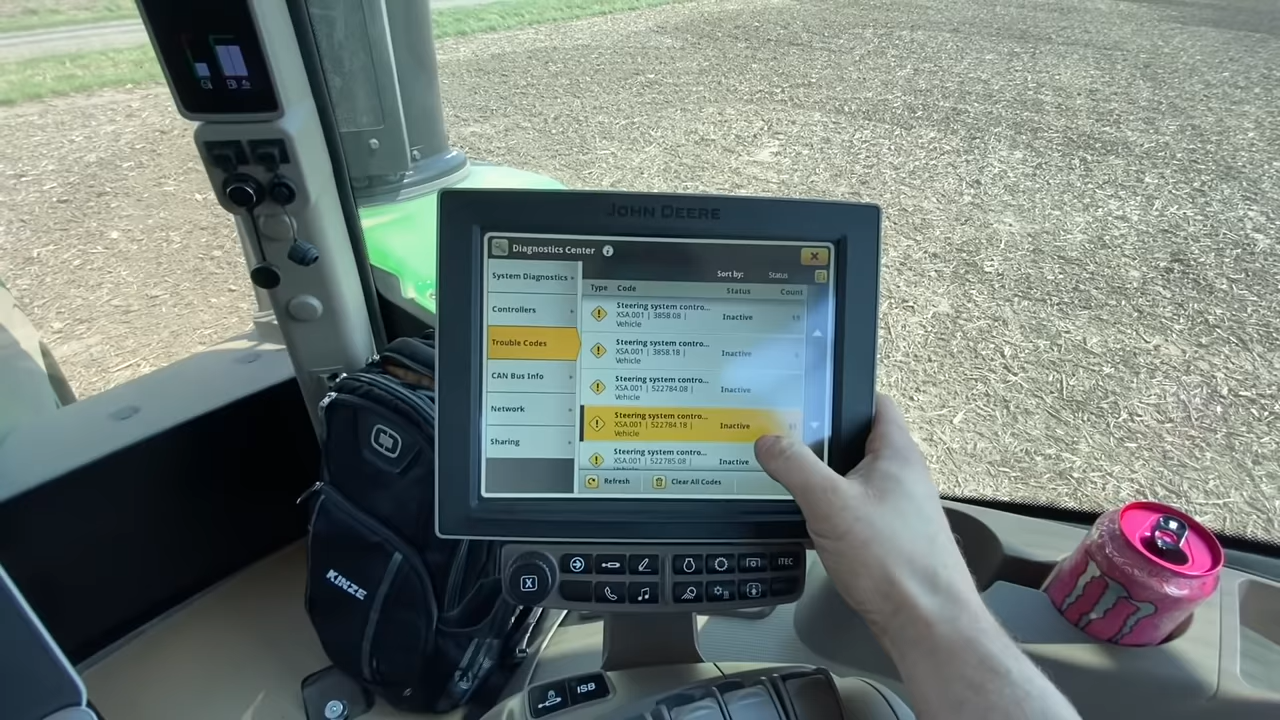 JOHN DEERE
Diagnostics Center
Sort by: Status
System Diagnostics
Controllers
Trouble Codes
CAN Bus Info
Network
Sharing
Type Code Status Count
Steering system contro...
XSA.001 | 3858.08 | Inactive
Vehicle
Steering system contro...
XSA.001 | 3858.18 | Inactive
Vehicle
Steering system contro...
XSA.001 | 522784.08 | Inactive
Vehicle
Steering system contro...
XSA.001 | 522784.18 | Inactive
Vehicle
Steering system contro...
XSA.001 | 522785.08 | Inactive
Vehicle
Refresh Clear All Codes
X
iTEC
ISB
KINZE